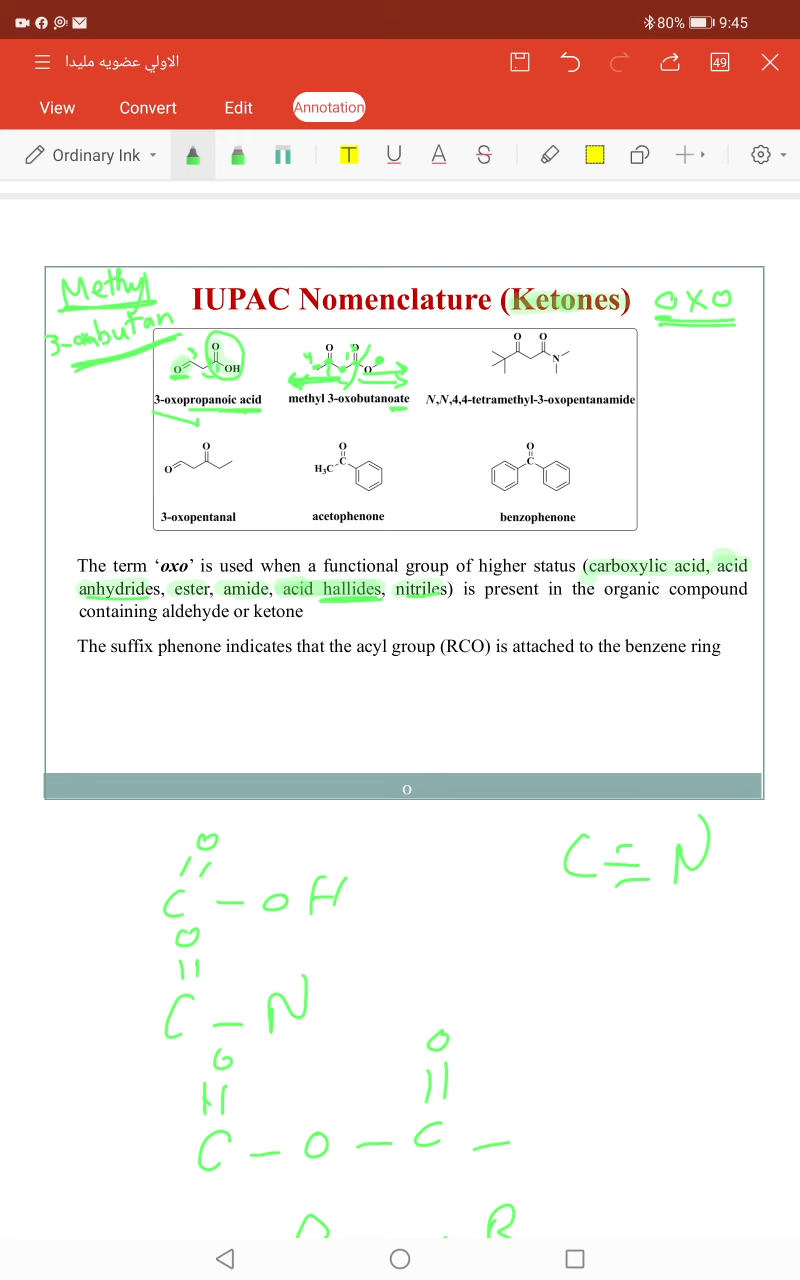 80% 9:45
الاولي عضويه مليدا
49
View Convert Edit Annotation
Ordinary Ink T U A S
Methyl
IUPAC Nomenclature (Ketones) oxo
O O O O O
O OH O N
4
3-oxopropanoic acid methyl 3-oxobutanoate N,N,4,4-tetramethyl-3-oxopentanamide
O O O
O H₃C C C
3-oxopentanal acetophenone benzophenone
The term ‘oxo’ is used when a functional group of higher status (carboxylic acid, acid
anhydrides, ester, amide, acid hallides, nitriles) is present in the organic compound
containing aldehyde or ketone
The suffix phenone indicates that the acyl group (RCO) is attached to the benzene ring
O
O
C - OH C≡N
O
C - N
O O
C - O - C -
R